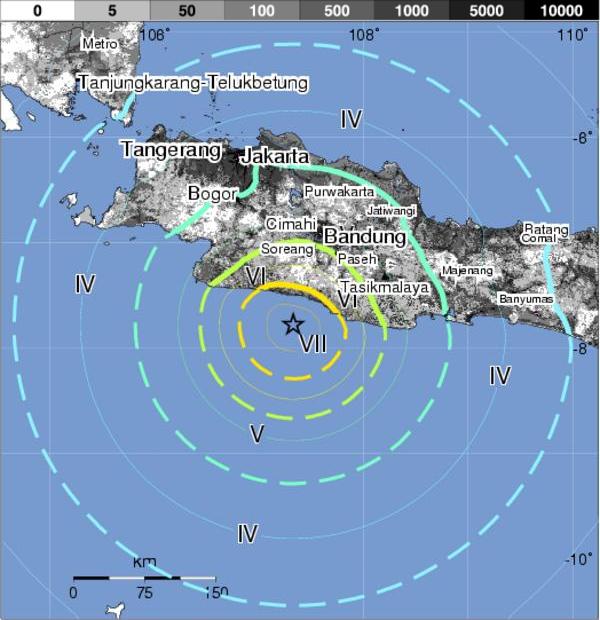 0 5 50 100 500 1000 5000 10000
106° 108° 110°
Metro
Tanjungkarang-Telukbetung
IV
-6°
Tangerang
Jakarta
Bogor
Purwakarta
Jatiwangi
Cimahi
Bandung
Ratang
Comal
Soreang
Paseh
VI
IV
Majenang
Tasikmalaya
VI
Banyumas
VII
-8°
IV
V
IV
-10°
km
0 75 150